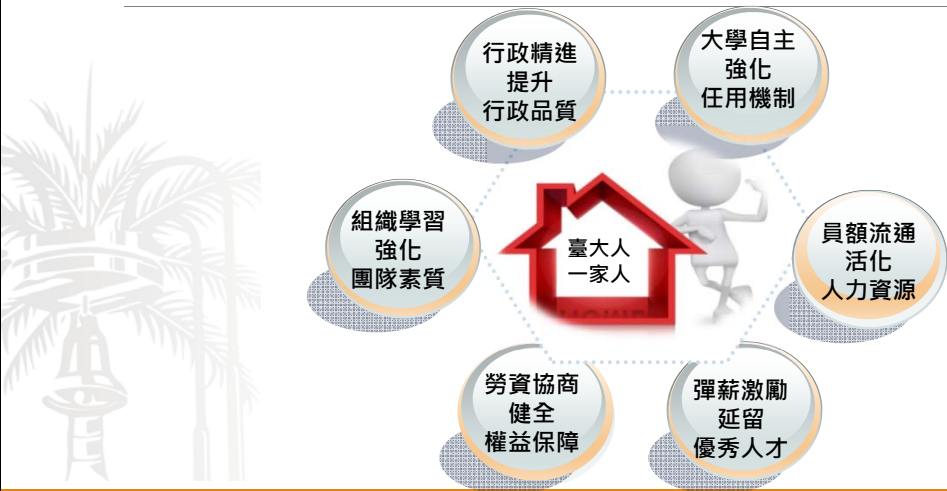 行政精進
提升
行政品質
大學自主
強化
任用機制
組織學習
強化
團隊素質
臺大人
一家人
員額流通
活化
人力資源
勞資協商
健全
權益保障
彈薪激勵
延留
優秀人才